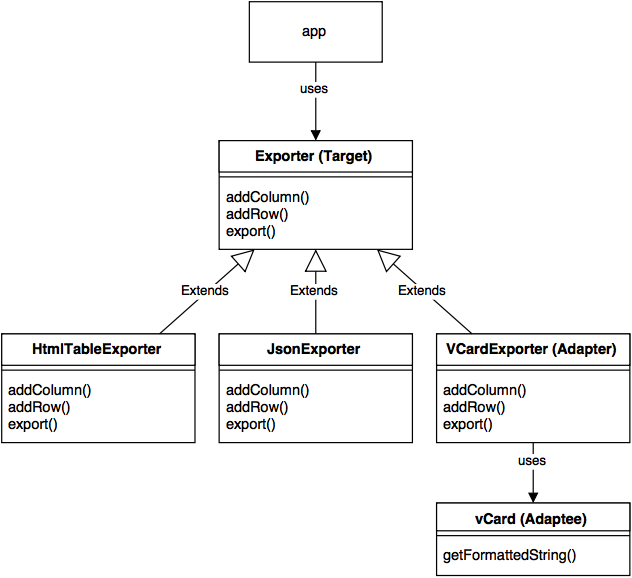 app
uses
Exporter (Target)
addColumn()
addRow()
export()
Extends
Extends
Extends
HtmlTableExporter
addColumn()
addRow()
export()
JsonExporter
addColumn()
addRow()
export()
VCardExporter (Adapter)
addColumn()
addRow()
export()
uses
vCard (Adaptee)
getFormattedString()